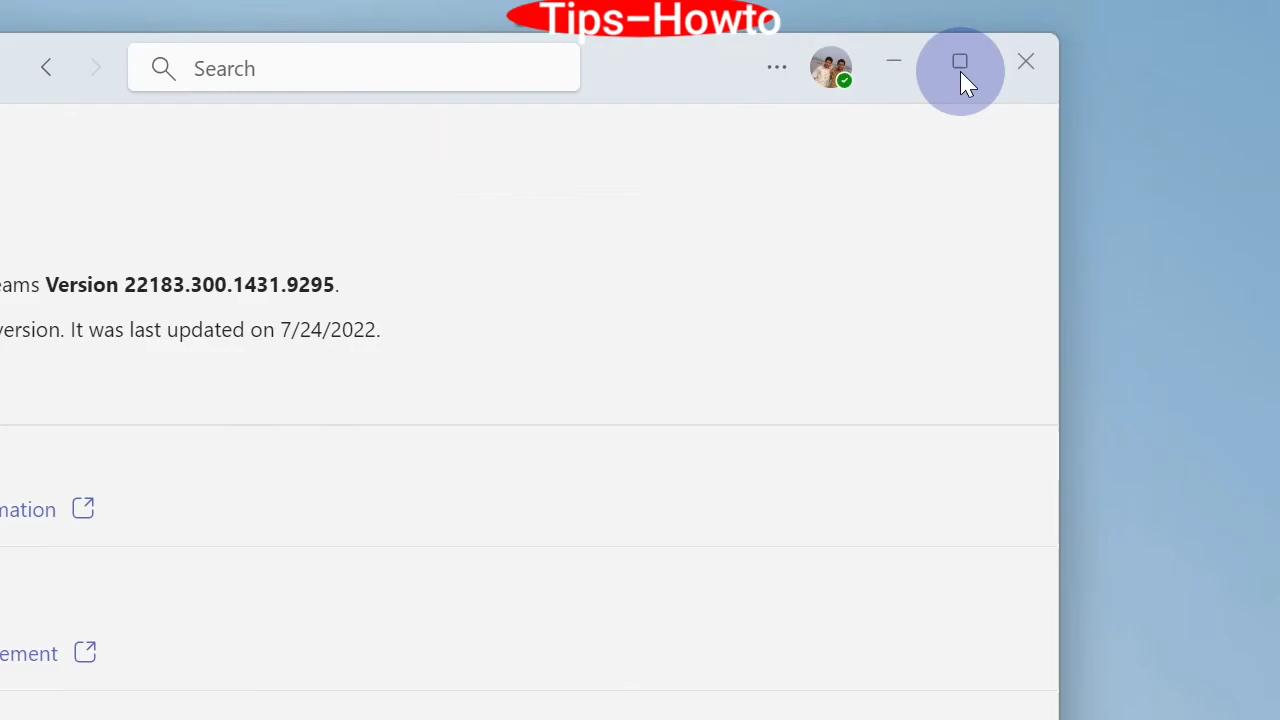 Tips-Howto
Search
eams Version 22183.300.1431.9295.
version. It was last updated on 7/24/2022.
mation
ement